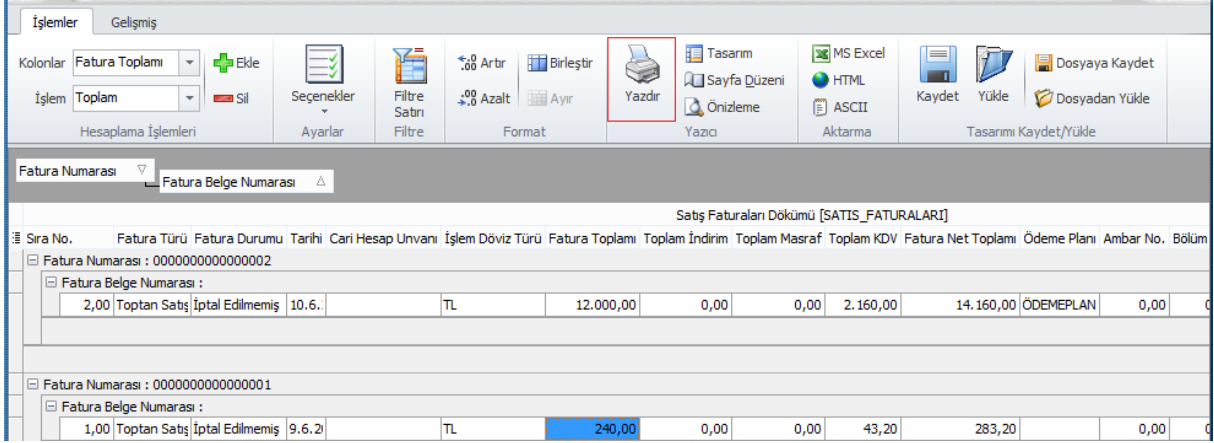 İşlemler Gelişmiş
Kolonlar Fatura Toplamı Ekle
İşlem Toplam Sil
Hesaplama İşlemleri
Seçenekler
Ayarlar
Filtre
Satırı
Filtre
Artır Birleştir
Azalt Ayır
Format
Yazdır
Tasarım
Sayfa Düzeni
Önizleme
Yazıcı
MS Excel
HTML
ASCII
Aktarma
Kaydet Yükle
Dosyaya Kaydet
Dosyadan Yükle
Tasarımı Kaydet/Yükle
Fatura Numarası
Fatura Belge Numarası
Satış Faturaları Dökümü [SATIS_FATURALARI]
Sıra No. Fatura Türü Fatura Durumu Tarihi Cari Hesap Unvanı İşlem Döviz Türü Fatura Toplamı Toplam İndirim Toplam Masraf Toplam KDV Fatura Net Toplamı Ödeme Planı Ambar No. Bölüm
Fatura Numarası : 0000000000000002
Fatura Belge Numarası :
2,00 Toptan Satış İptal Edilmemiş 10.6. TL 12.000,00 0,00 0,00 2.160,00 14.160,00 ÖDEMEPLAN 0,00
Fatura Numarası : 0000000000000001
Fatura Belge Numarası :
1,00 Toptan Satış İptal Edilmemiş 9.6.2 TL 240,00 0,00 0,00 43,20 283,20 0,00